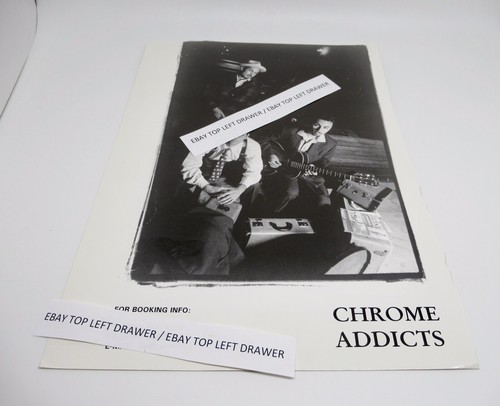 EBAY TOP LEFT DRAWER / EBAY TOP LEFT DRAWER
FOR BOOKING INFO:
EBAY TOP LEFT DRAWER / EBAY TOP LEFT DRAWER
CHROME
ADDICTS